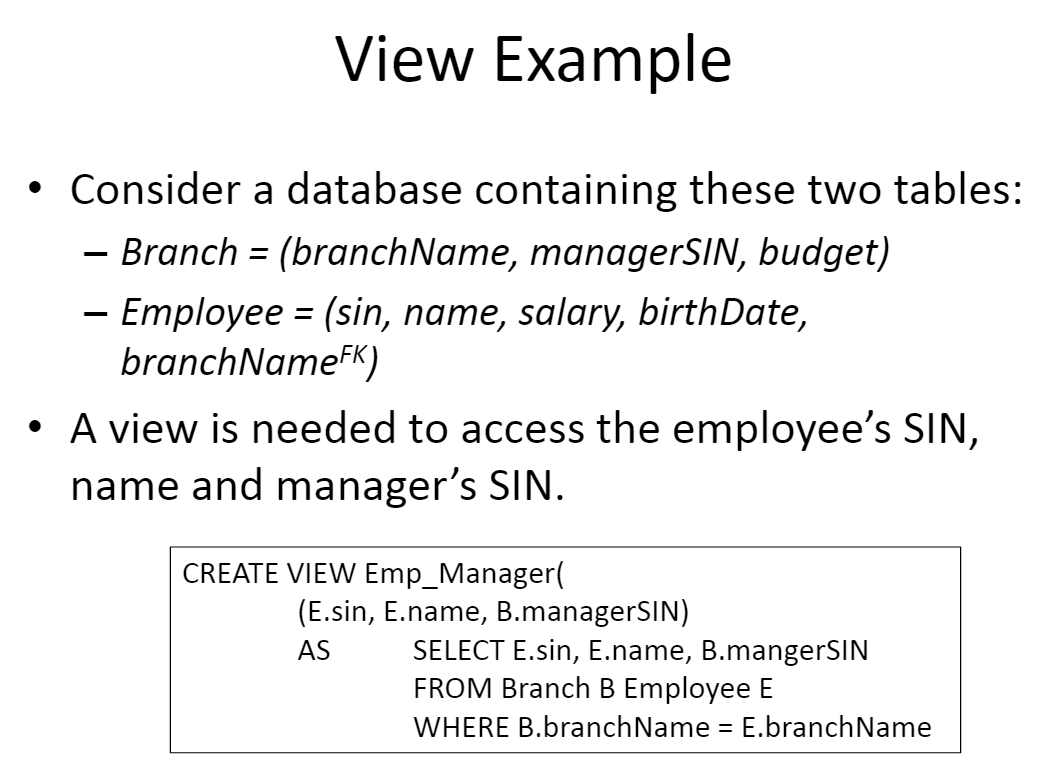 View Example
• Consider a database containing these two tables:
– Branch = (branchName, managerSIN, budget)
– Employee = (sin, name, salary, birthDate,
branchNameFK)
• A view is needed to access the employee’s SIN,
name and manager’s SIN.
CREATE VIEW Emp_Manager(
(E.sin, E.name, B.managerSIN)
AS SELECT E.sin, E.name, B.mangerSIN
FROM Branch B Employee E
WHERE B.branchName = E.branchName